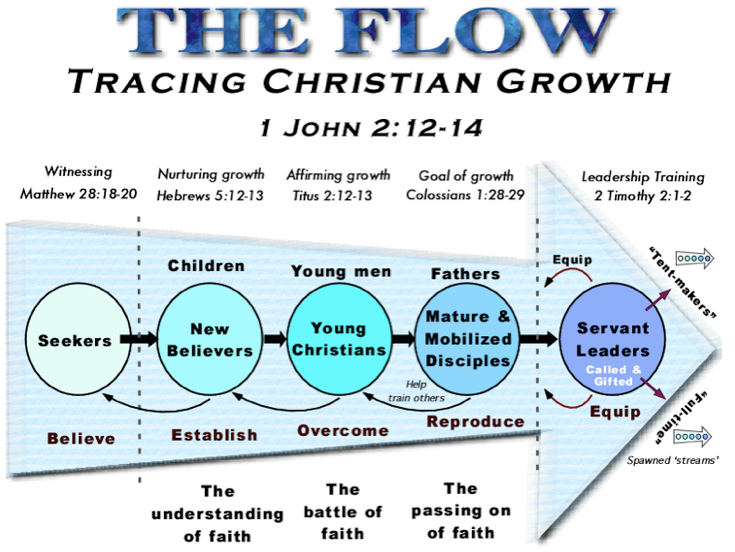 THE FLOW
TRACING CHRISTIAN GROWTH
1 JOHN 2:12-14
Witnessing
Matthew 28:18-20
Nurturing growth
Hebrews 5:12-13
Affirming growth
Titus 2:12-13
Goal of growth
Colossians 1:28-29
Leadership Training
2 Timothy 2:1-2
Children
Young men
Fathers
Equip
"Tent-makers"
Seekers
New
Believers
Young
Christians
Mature &
Mobilized
Disciples
Servant
Leaders
Called &
Gifted
Help
train others
Believe
Establish
Overcome
Reproduce
Equip
"Full-time"
Spawned 'streams'
The
understanding
of faith
The
battle of
faith
The
passing on
of faith